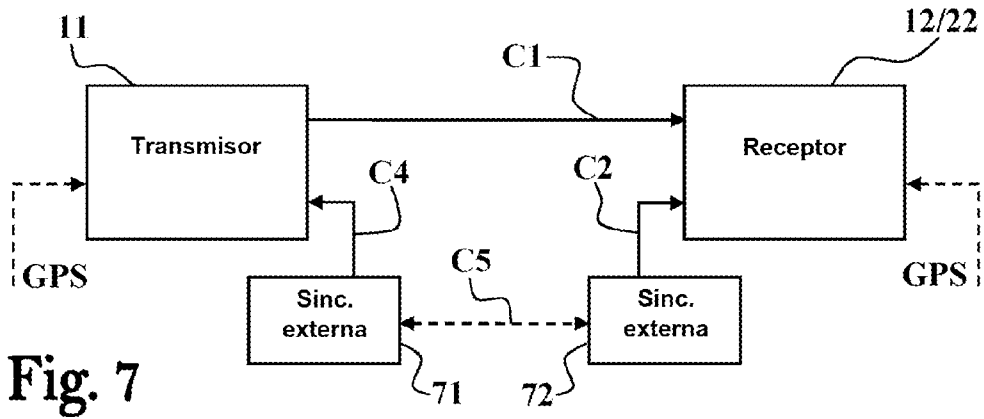 11
12/22
C1
Transmisor
Receptor
C4
C2
GPS
C5
GPS
Sinc.
externa
Sinc.
externa
Fig. 7
71
72